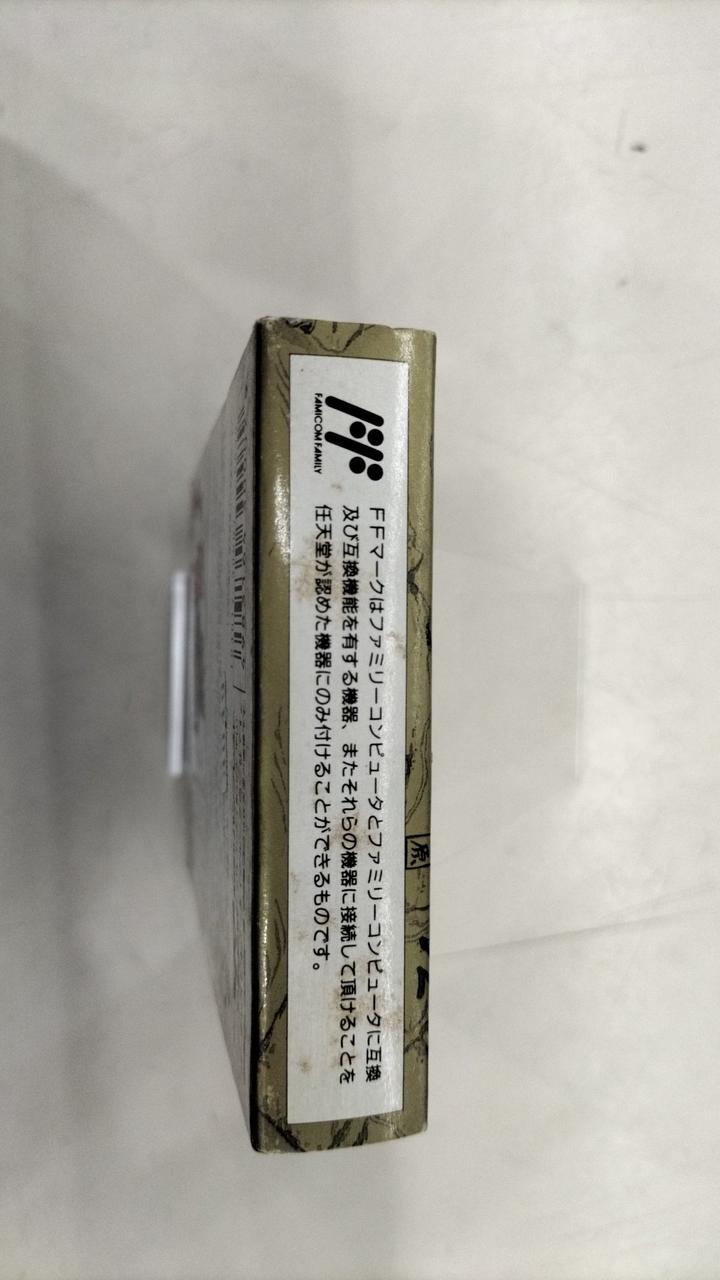 FF
FAMICOM FAMILY
FFマークはファミリーコンピュータとファミリーコンピュータに互換
及び互換機能を有する機器、またそれらの機器に接続して頂けることを
任天堂が認めた機器にのみ付けることができるものです。
原